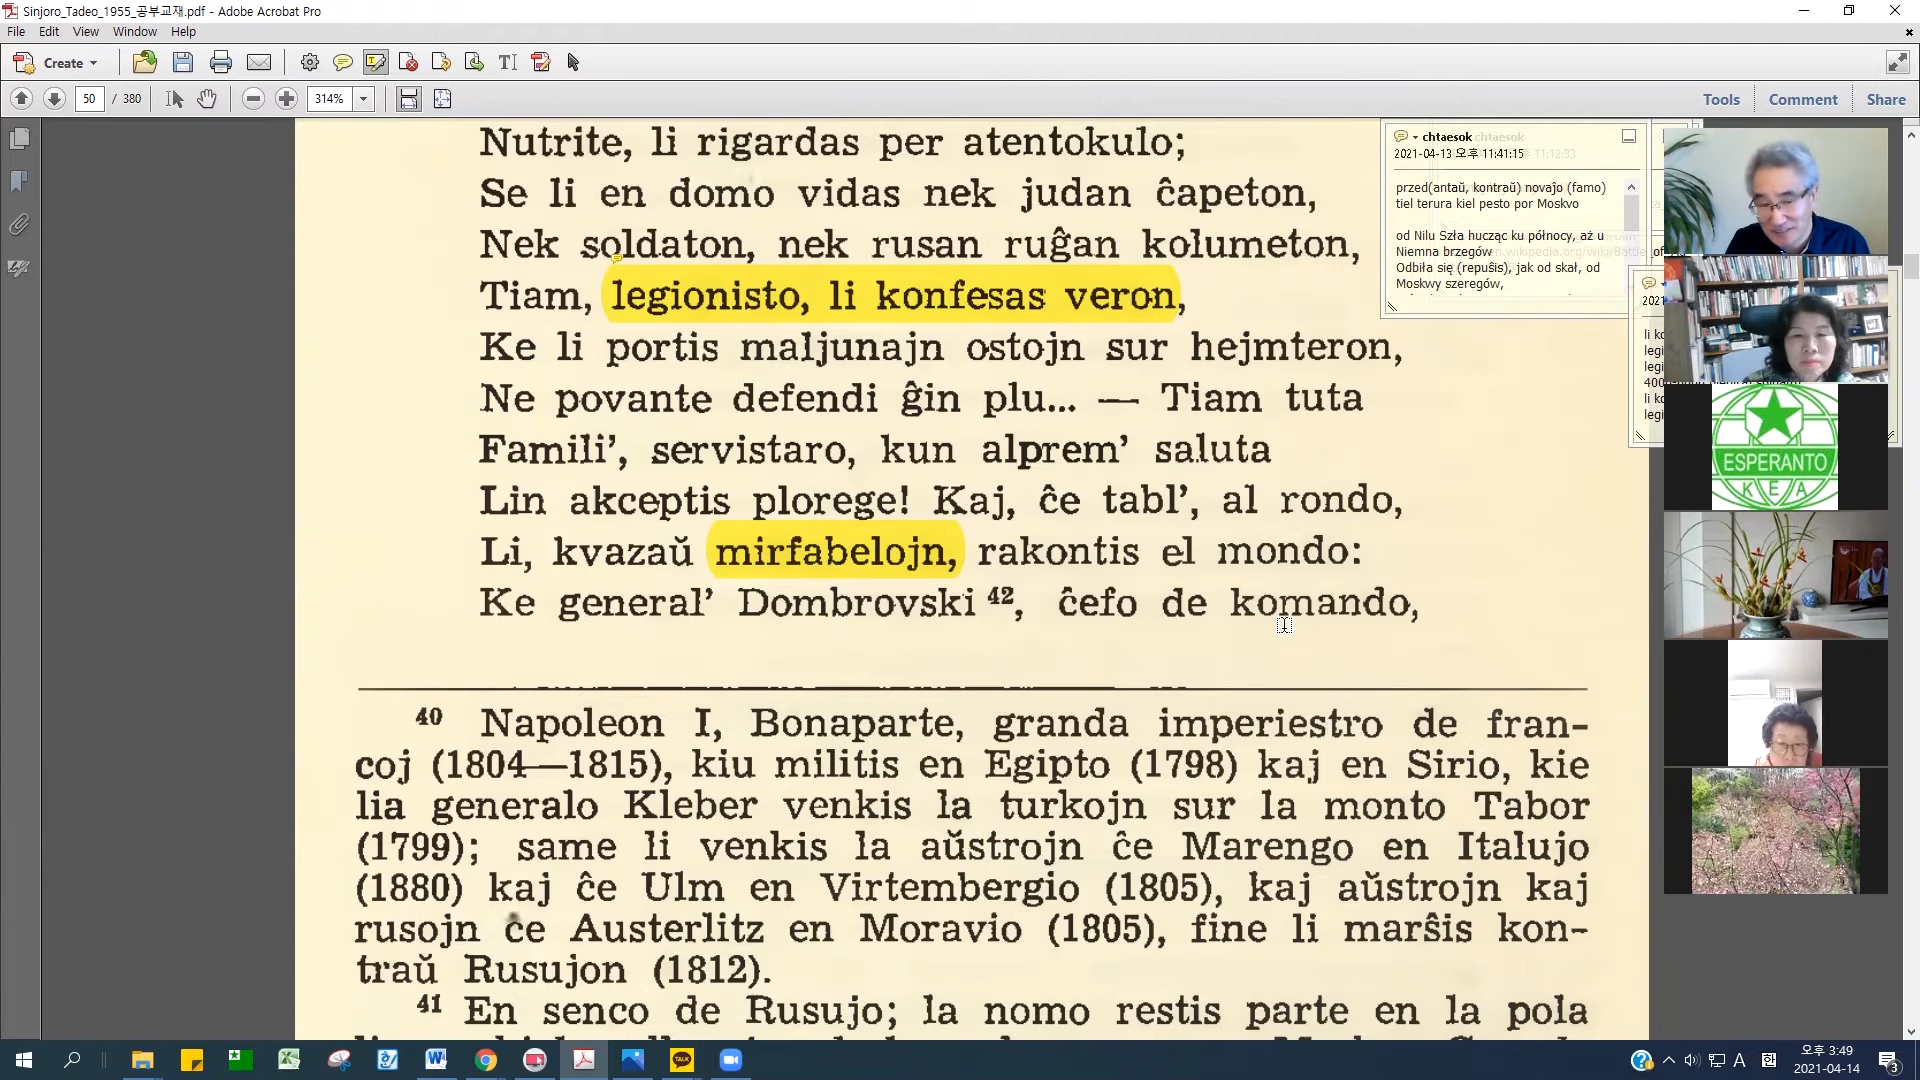 Sinjoro_Tadeo_1955_공부교재.pdf - Adobe Acrobat Pro
File Edit View Window Help
Create
50 / 380
314%
Tools Comment Share
Nutrite, li rigardas per atentokulo;
Se li en domo vidas nek judan ĉapeton,
Nek soldaton, nek rusan ruĝan kolumeton,
Tiam, legionisto, li konfesas veron,
Ke li portis maljunajn ostojn sur hejmteron,
Ne povante defendi ĝin plu... — Tiam tuta
Famili’, servistaro, kun alprem’ saluta
Lin akceptis plorege! Kaj, ĉe tabl’, al rondo,
Li, kvazaŭ mirfabelojn, rakontis el mondo:
Ke general’ Dombrovski ⁴², ĉefo de komando,
⁴⁰ Napoleon I, Bonaparte, granda imperiestro de fran-
coj (1804—1815), kiu militis en Egipto (1798) kaj en Sirio, kie
lia generalo Kleber venkis la turkojn sur la monto Tabor
(1799); same li venkis la aŭstrojn ĉe Marengo en Italujo
(1880) kaj ĉe Ulm en Virtembergio (1805), kaj aŭstrojn kaj
rusojn ĉe Austerlitz en Moravio (1805), fine li marŝis kon-
traŭ Rusujon (1812).
⁴¹ En senco de Rusujo; la nomo restis parte en la pola
chtaesok
2021-04-13 오후 11:41:15
przed(antaŭ, kontraŭ) novaĵo (famo)
tiel terura kiel pesto por Moskvo
od Nilu Szła hucząc ku północy, aż u
Niemna brzegów
Odbiła się (repuŝis), jak od skał, od
Moskwy szeregów,
ESPERANTO
KEA
A
오후 3:49
2021-04-14
3